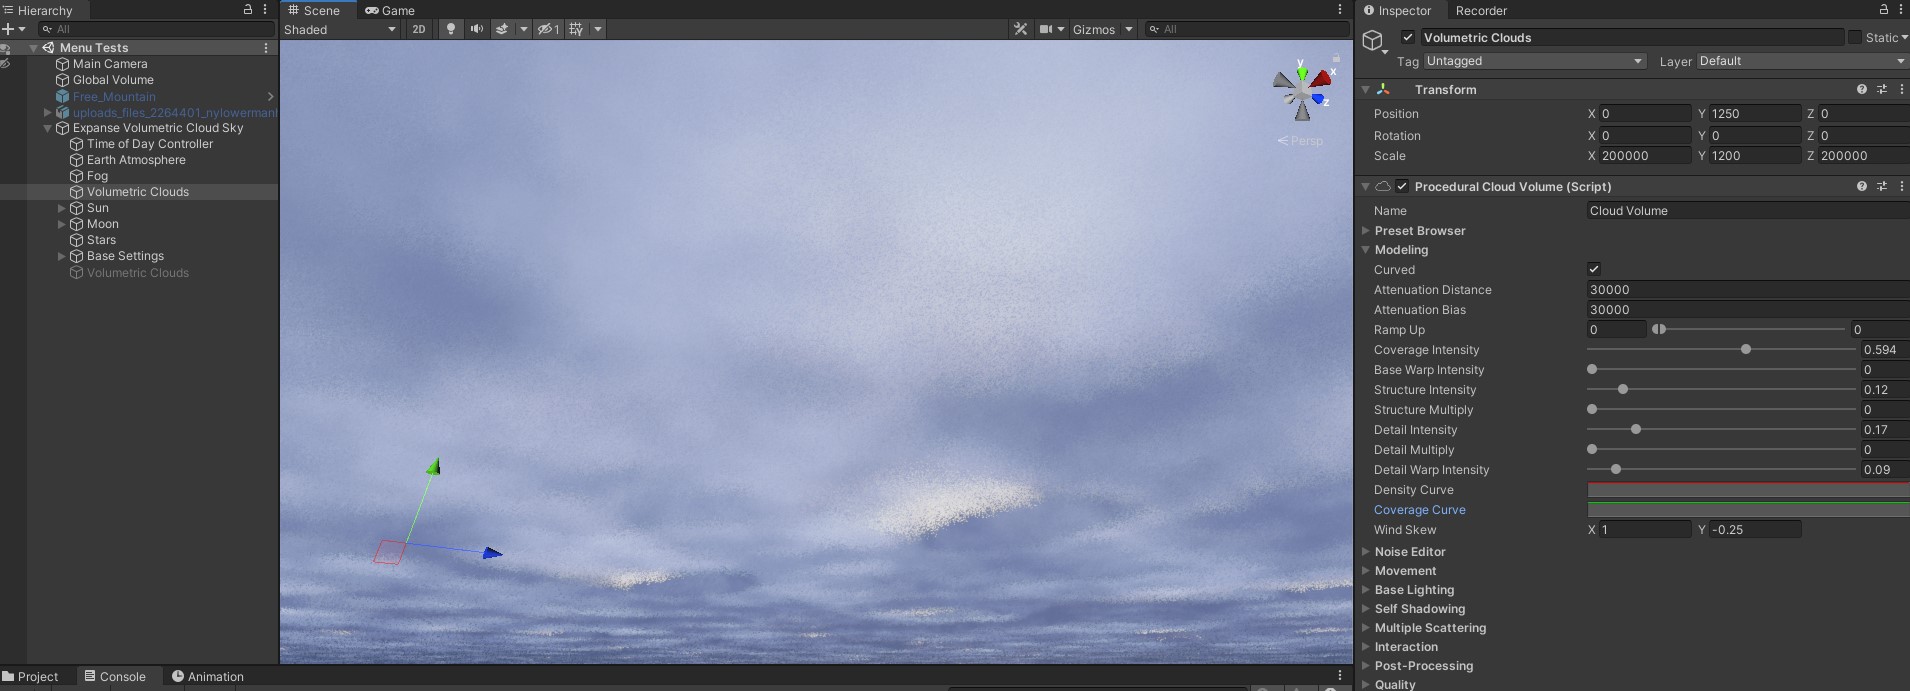 Hierarchy
All
Menu Tests
Main Camera
Global Volume
Free_Mountain
uploads_files_2264401_nylowermanh
Expanse Volumetric Cloud Sky
Time of Day Controller
Earth Atmosphere
Fog
Volumetric Clouds
Sun
Moon
Stars
Base Settings
Volumetric Clouds
Scene Game
Shaded 2D 1 Gizmos All
y
x
z
Persp
Inspector Recorder
Volumetric Clouds Static
Tag Untagged Layer Default
Transform
Position X 0 Y 1250 Z 0
Rotation X 0 Y 0 Z 0
Scale X 200000 Y 1200 Z 200000
Procedural Cloud Volume (Script)
Name Cloud Volume
Preset Browser
Modeling
Curved
Attenuation Distance 30000
Attenuation Bias 30000
Ramp Up 0 0
Coverage Intensity 0.594
Base Warp Intensity 0
Structure Intensity 0.12
Structure Multiply 0
Detail Intensity 0.17
Detail Multiply 0
Detail Warp Intensity 0.09
Density Curve
Coverage Curve
Wind Skew X 1 Y -0.25
Noise Editor
Movement
Base Lighting
Self Shadowing
Multiple Scattering
Interaction
Post-Processing
Quality
Project Console Animation